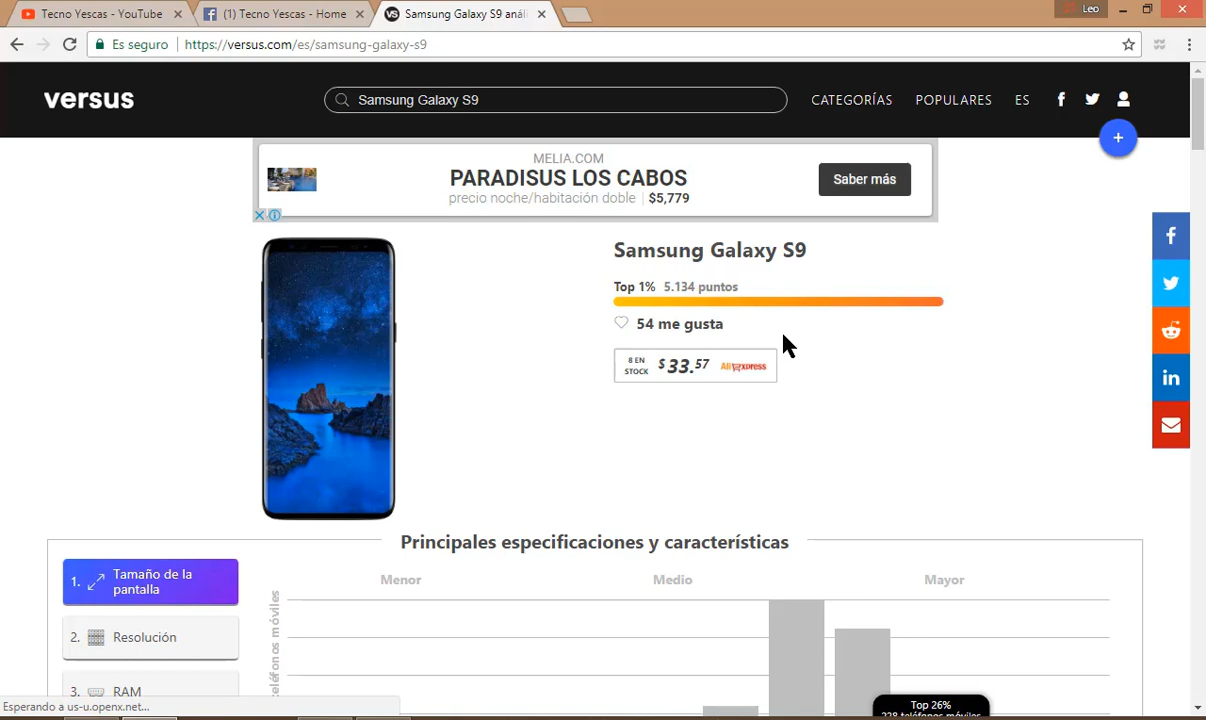 Tecno Yescas - YouTube
(1) Tecno Yescas - Home
VS Samsung Galaxy S9 anál
Leo
Es seguro
https://versus.com/es/samsung-galaxy-s9
versus
Samsung Galaxy S9
CATEGORÍAS
POPULARES
ES
+
MELIA.COM
PARADISUS LOS CABOS
precio noche/habitación doble | $5,779
Saber más
Samsung Galaxy S9
Top 1% 5.134 puntos
54 me gusta
8 EN STOCK
$33.57
AliExpress
Principales especificaciones y características
1. Tamaño de la
pantalla
2. Resolución
3. RAM
Menor
Medio
Mayor
teléfonos móviles
Top 26%
228 teléfonos móviles
Esperando a us-u.openx.net...